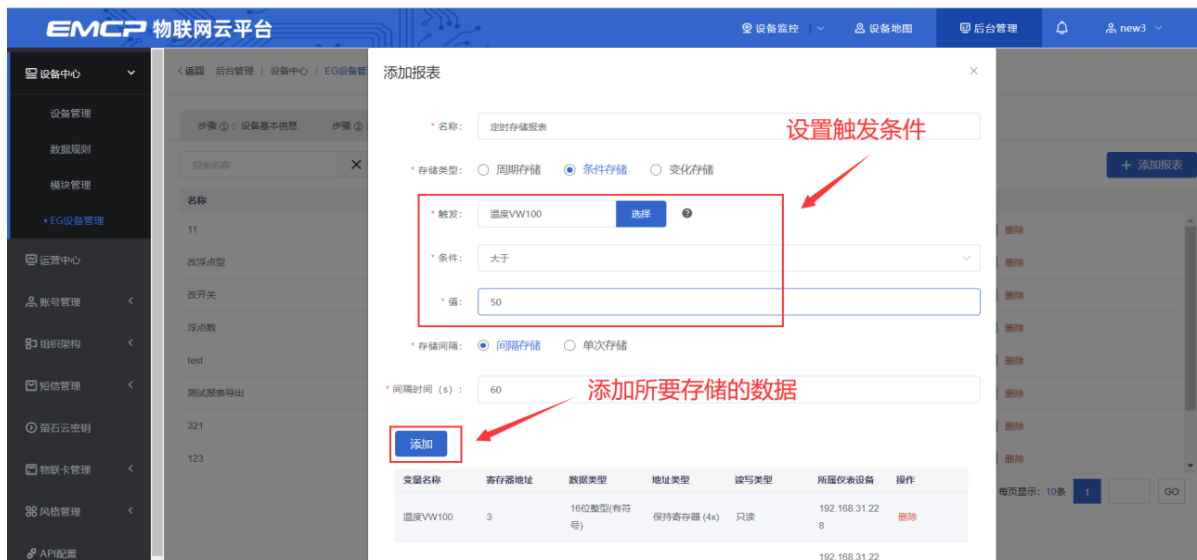 EMCP 物联网云平台
设备监控
设备地图
后台管理
new3
设备中心
设备管理
数据规则
模块管理
• EG设备管理
运营中心
账号管理
组织架构
短信管理
萤石云密钥
物联卡管理
风格管理
API配置
<返回 后台管理 / 设备中心 / EG设备管
步骤①：设备基本信息 步骤②：
报表名称
+ 添加报表
名称
11 删除
改浮点型 删除
改开关 删除
浮点数 删除
test 删除
测试报表导出 删除
321 删除
123 删除
每页显示: 10条 1 GO
添加报表
* 名称: 定时存储报表
设置触发条件
* 存储类型: 周期存储 条件存储 变化存储
* 触发: 温度VW100 选择
* 条件: 大于
* 值: 50
* 存储间隔: 间隔存储 单次存储
* 间隔时间（s）: 60
添加所要存储的数据
添加
变量名称 寄存器地址 数据类型 地址类型 读写类型 所属仪表设备 操作
温度VW100 3 16位整型(有符号) 保持寄存器 (4x) 只读 192.168.31.228 删除
192.168.31.22